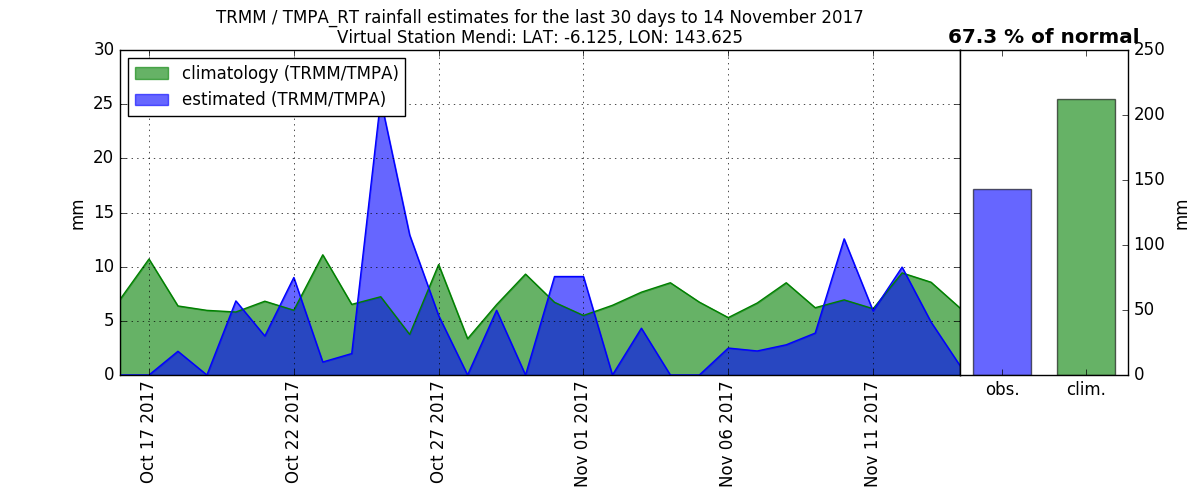 TRMM / TMPA_RT rainfall estimates for the last 30 days to 14 November 2017
Virtual Station Mendi: LAT: -6.125, LON: 143.625
67.3 % of normal
climatology (TRMM/TMPA)
estimated (TRMM/TMPA)
mm
30
25
20
15
10
5
0
Oct 17 2017
Oct 22 2017
Oct 27 2017
Nov 01 2017
Nov 06 2017
Nov 11 2017
obs.
clim.
250
200
150
100
50
0
mm